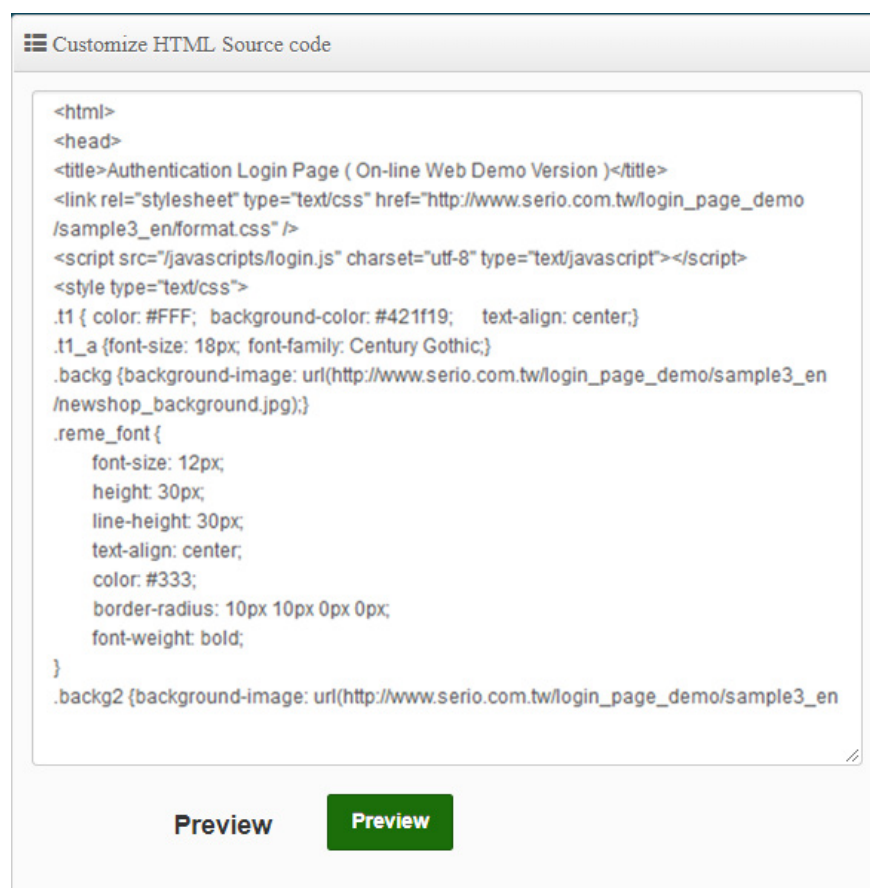 Customize HTML Source code
<html>
<head>
<title>Authentication Login Page ( On-line Web Demo Version )</title>
<link rel="stylesheet" type="text/css" href="http://www.serio.com.tw/login_page_demo
/sample3_en/format.css" />
<script src="/javascripts/login.js" charset="utf-8" type="text/javascript"></script>
<style type="text/css">
.t1 { color: #FFF;  background-color: #421f19;    text-align: center;}
.t1_a {font-size: 18px; font-family: Century Gothic;}
.backg {background-image: url(http://www.serio.com.tw/login_page_demo/sample3_en
/newshop_background.jpg);}
.reme_font {
    font-size: 12px;
    height: 30px;
    line-height: 30px;
    text-align: center;
    color: #333;
    border-radius: 10px 10px 0px 0px;
    font-weight: bold;
}
.backg2 {background-image: url(http://www.serio.com.tw/login_page_demo/sample3_en
Preview Preview